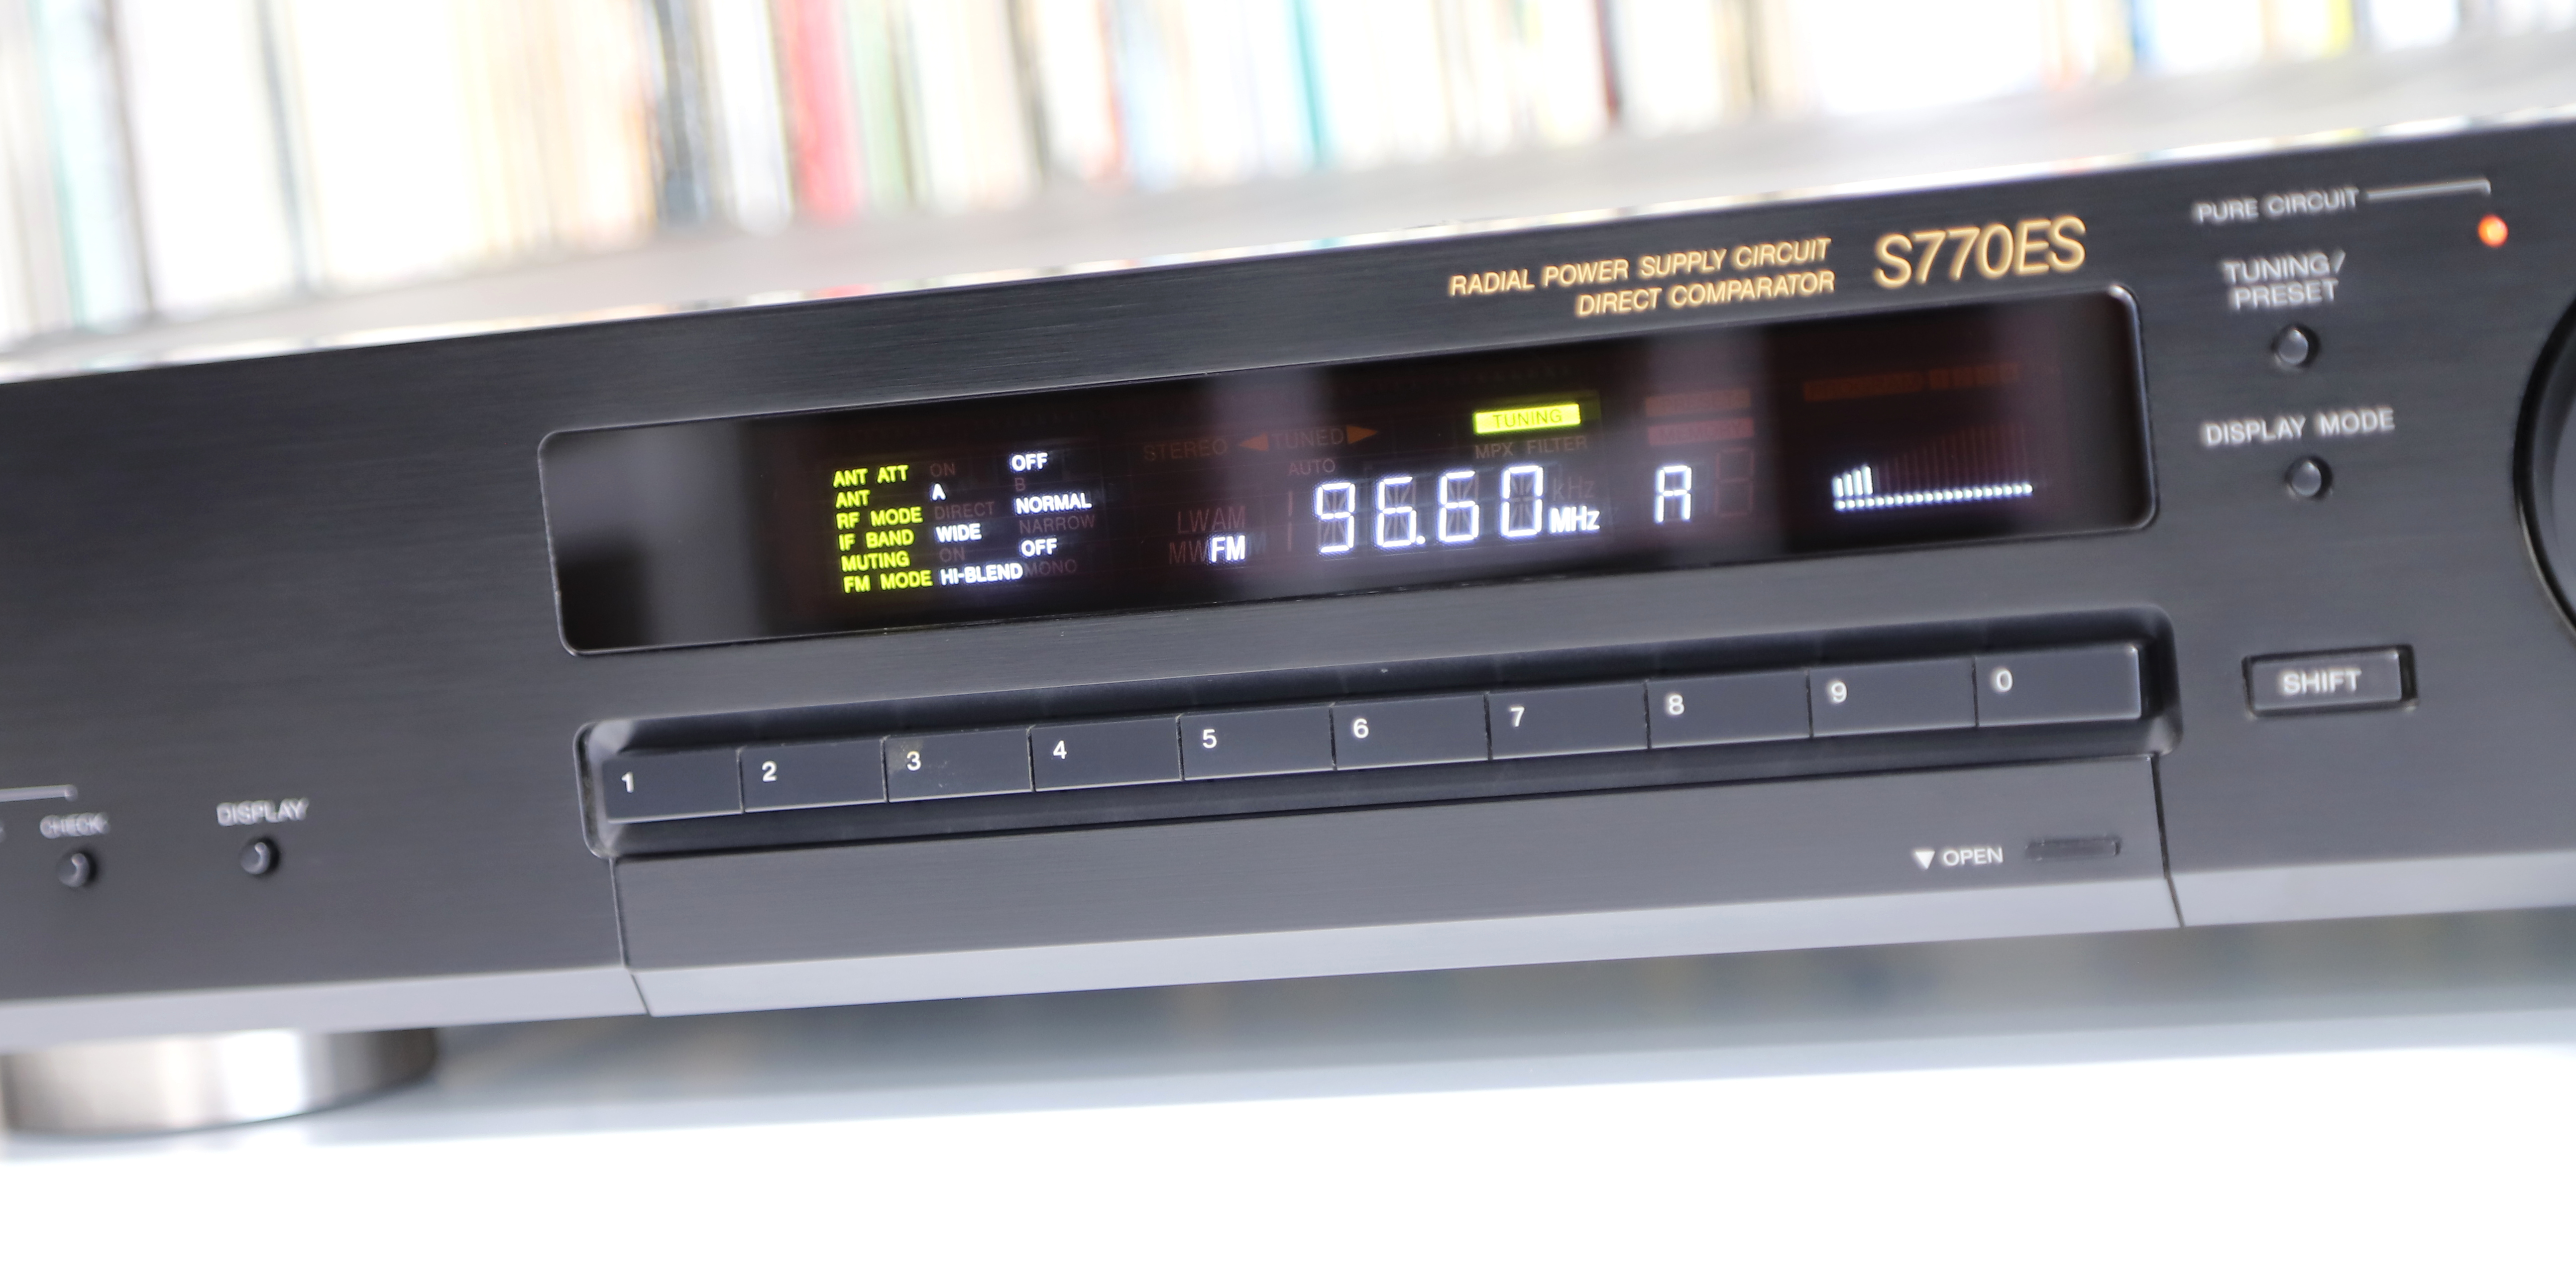 PURE CIRCUIT
RADIAL POWER SUPPLY CIRCUIT
DIRECT COMPARATOR
S770ES
TUNING/
PRESET
DISPLAY MODE
STEREO ◀TUNED▶
TUNING
AUTO
MPX FILTER
ANT ATT ON OFF
ANT A B
RF MODE DIRECT NORMAL
IF BAND WIDE NARROW
MUTING ON OFF
FM MODE HI-BLEND MONO
LW AM
MW FM
96.60 kHz
MHz
A
1 2 3 4 5 6 7 8 9 0
SHIFT
CHECK
DISPLAY
▼ OPEN